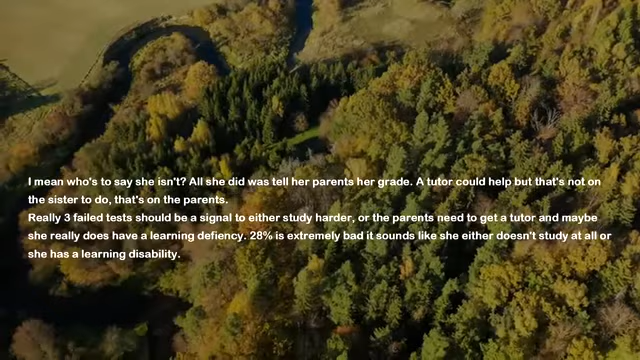 I mean who's to say she isn't? All she did was tell her parents her grade. A tutor could help but that's not on
the sister to do, that's on the parents.
Really 3 failed tests should be a signal to either study harder, or the parents need to get a tutor and maybe
she really does have a learning defiency. 28% is extremely bad it sounds like she either doesn't study at all or
she has a learning disability.